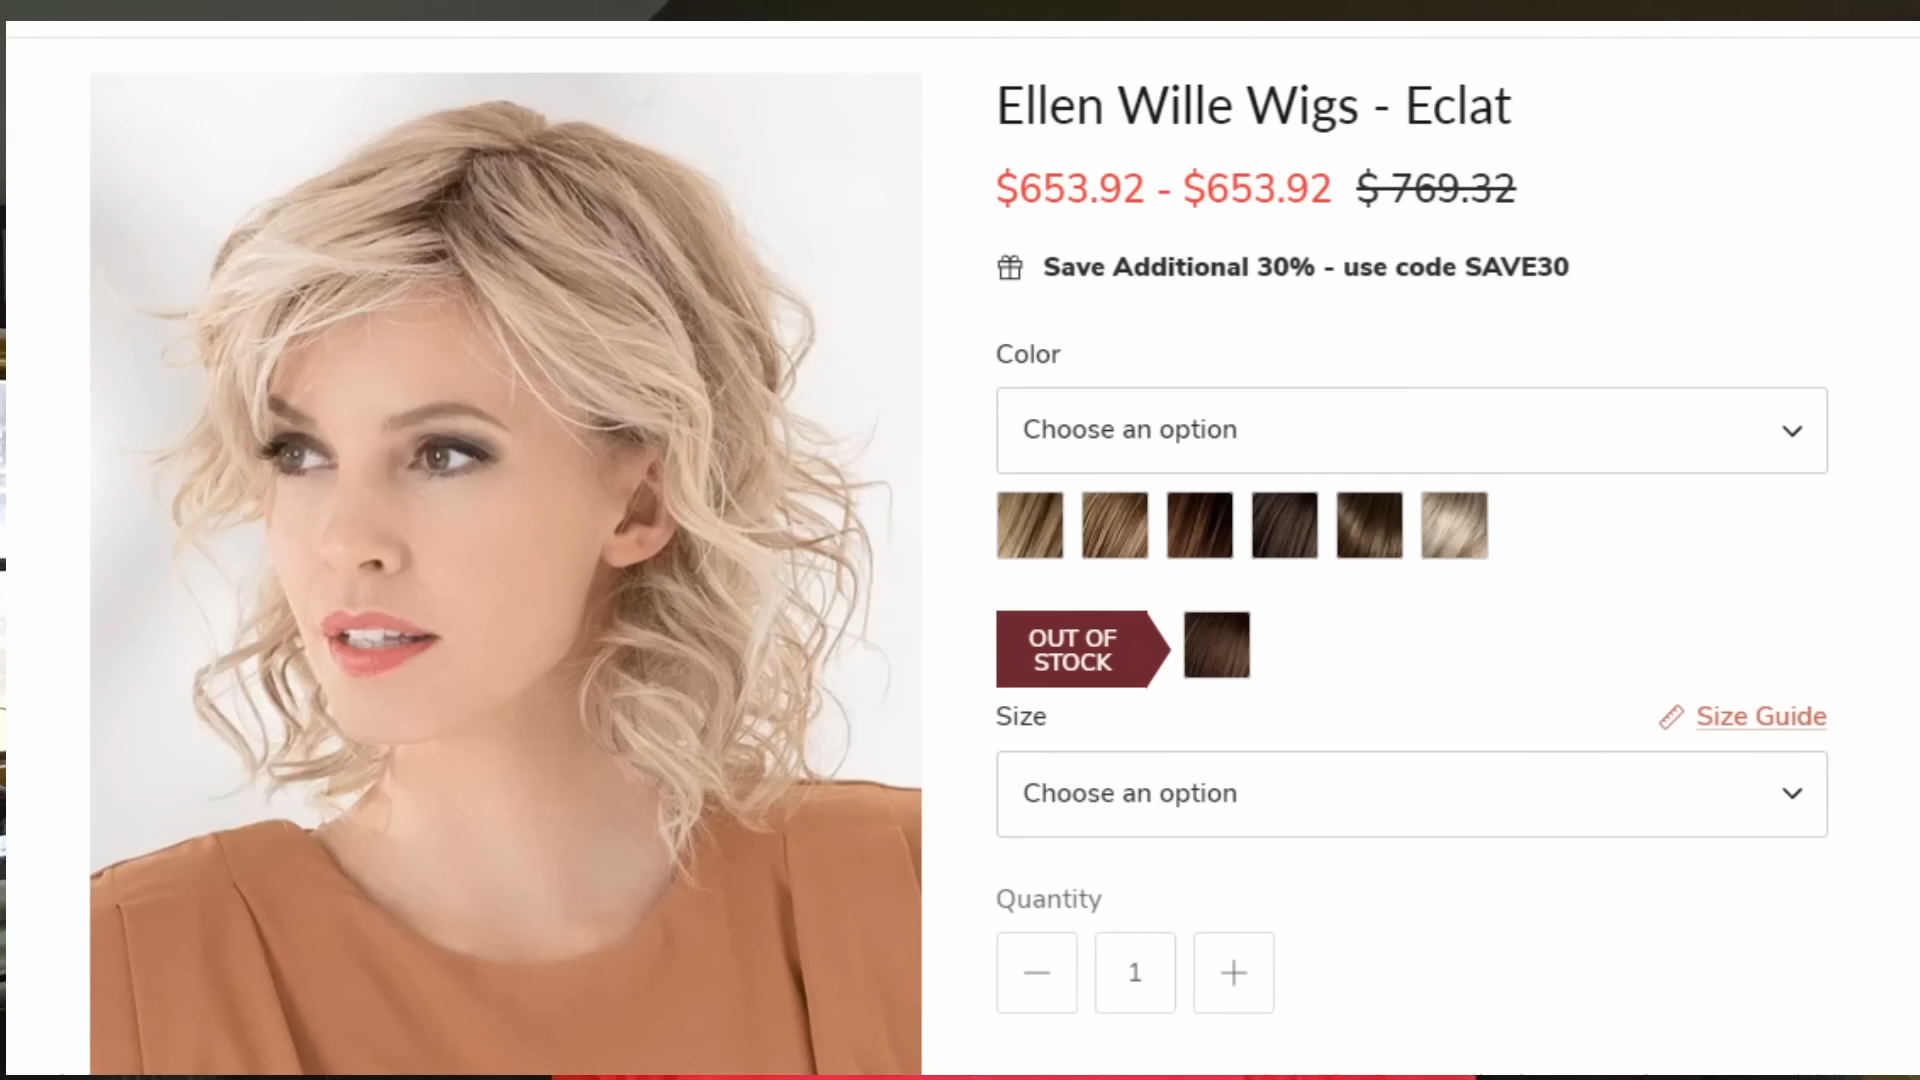 Ellen Wille Wigs - Eclat
$653.92 - $653.92 $ 769.32
Save Additional 30% - use code SAVE30
Color
Choose an option
OUT OF
STOCK
Size
Size Guide
Choose an option
Quantity
1